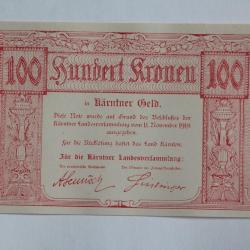 100 Hundert Kronen 100
in Kärntner Geld.
Diese Note wurde auf Grund des Beschlusses der
Kärntner Landesversammlung vom 11. November 1918
ausgegeben.
Für die Rückzahlung haftet das Land Kärnten.
Für die Kärntner Landesversammlung: